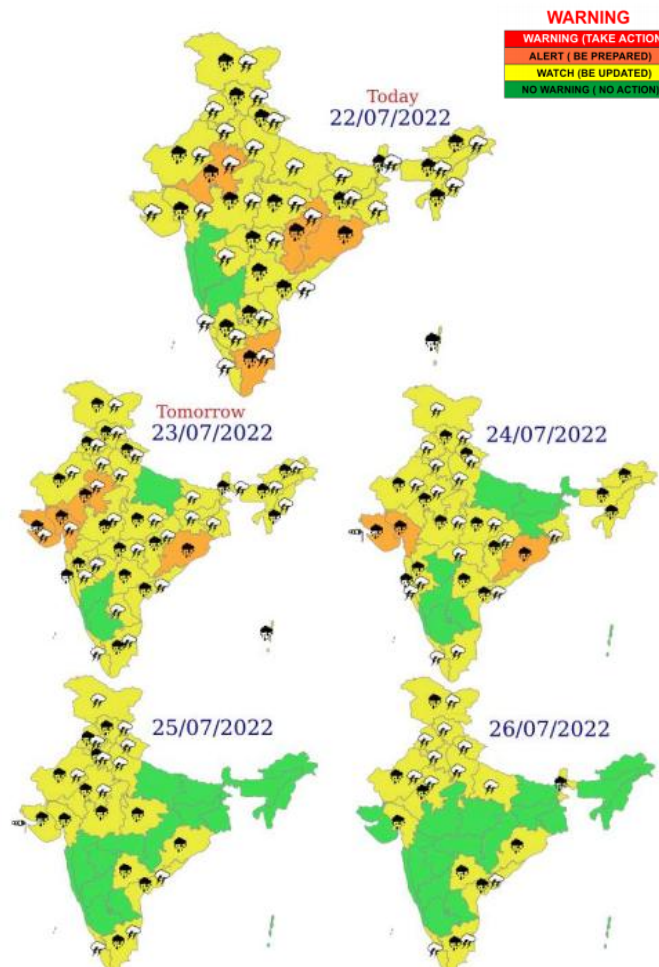 WARNING
WARNING (TAKE ACTION
ALERT ( BE PREPARED)
WATCH (BE UPDATED)
NO WARNING ( NO ACTION)
Today
22/07/2022
Tomorrow
23/07/2022
24/07/2022
25/07/2022
26/07/2022